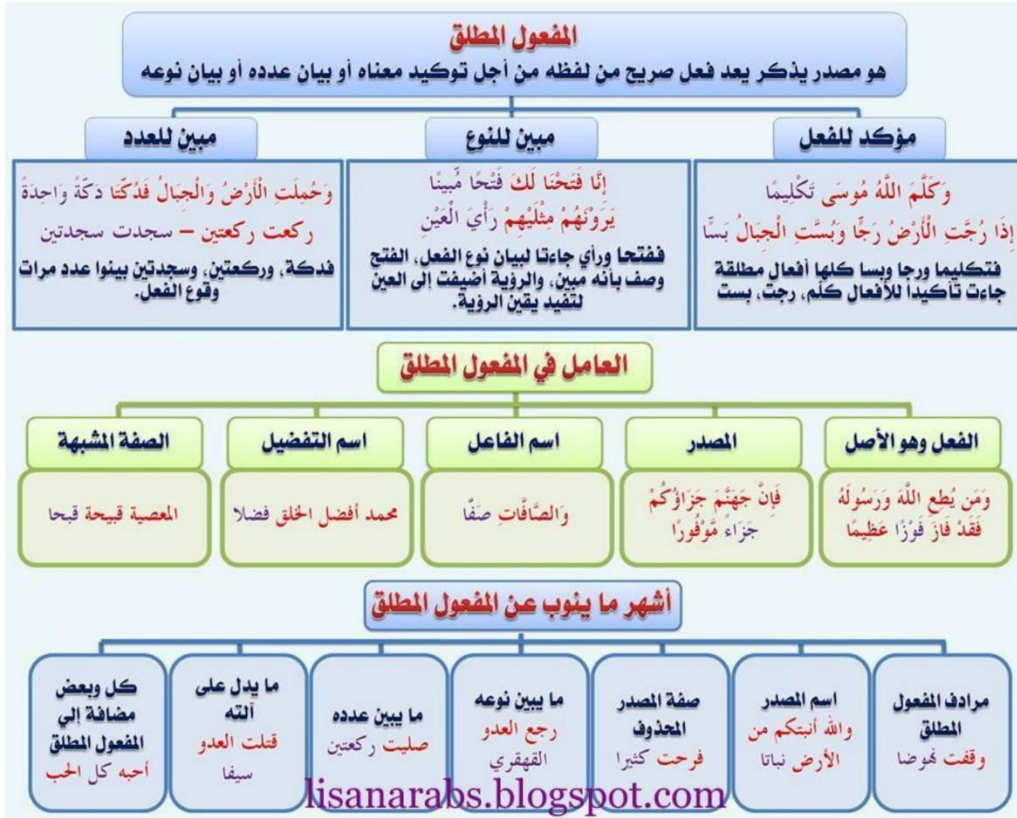 المفعول المطلق
هو مصدر يذكر بعد فعل صريح من لفظه من أجل توكيد معناه أو بيان عدده أو بيان نوعه
مؤكد للفعل
وَكَلَّمَ اللَّهُ مُوسَى تَكْلِيمًا
إِذَا رُجَّتِ الْأَرْضُ رَجًّا وَبُسَّتِ الْجِبَالُ بَسًّا
فتكليما ورجا وبسا كلها أفعال مطلقة
جاءت تأكيداً للأفعال كلّم، رجت، بست
مبين للنوع
إِنَّا فَتَحْنَا لَكَ فَتْحًا مُّبِينًا
يَرَوْنَهُمْ مِثْلَيْهِمْ رَأْيَ الْعَيْنِ
ففتحا ورأي جاءتا لبيان نوع الفعل، الفتح
وصف بأنه مبين، والرؤية أضيفت إلى العين
لتفيد يقين الرؤية.
مبين للعدد
وَحُمِلَتِ الْأَرْضُ وَالْجِبَالُ فَدُكَّتَا دَكَّةً وَاحِدَةً
ركعت ركعتين – سجدت سجدتين
فدكة، وركعتين، وسجدتين بينوا عدد مرات
وقوع الفعل.
العامل في المفعول المطلق
الفعل وهو الأصل
وَمَن يُطِعِ اللَّهَ وَرَسُولَهُ
فَقَدْ فَازَ فَوْزًا عَظِيمًا
المصدر
فَإِنَّ جَهَنَّمَ جَزَاؤُكُمْ
جَزَاءً مَّوْفُورًا
اسم الفاعل
وَالصَّافَّاتِ صَفًّا
اسم التفضيل
محمد أفضل الخلق فضلا
الصفة المشبهة
المعصية قبيحة قبحا
أشهر ما ينوب عن المفعول المطلق
مرادف المفعول
المطلق
وقفت نهوضا
اسم المصدر
والله أنبتكم من
الأرض نباتا
صفة المصدر
المحذوف
فرحت كثيرا
ما يبين نوعه
رجع العدو
القهقري
ما يبين عدده
صليت ركعتين
ما يدل على
آلته
قتلت العدو
سيفا
كل وبعض
مضافة إلي
المفعول المطلق
أحبه كل الحب
lisanarabs.blogspot.com